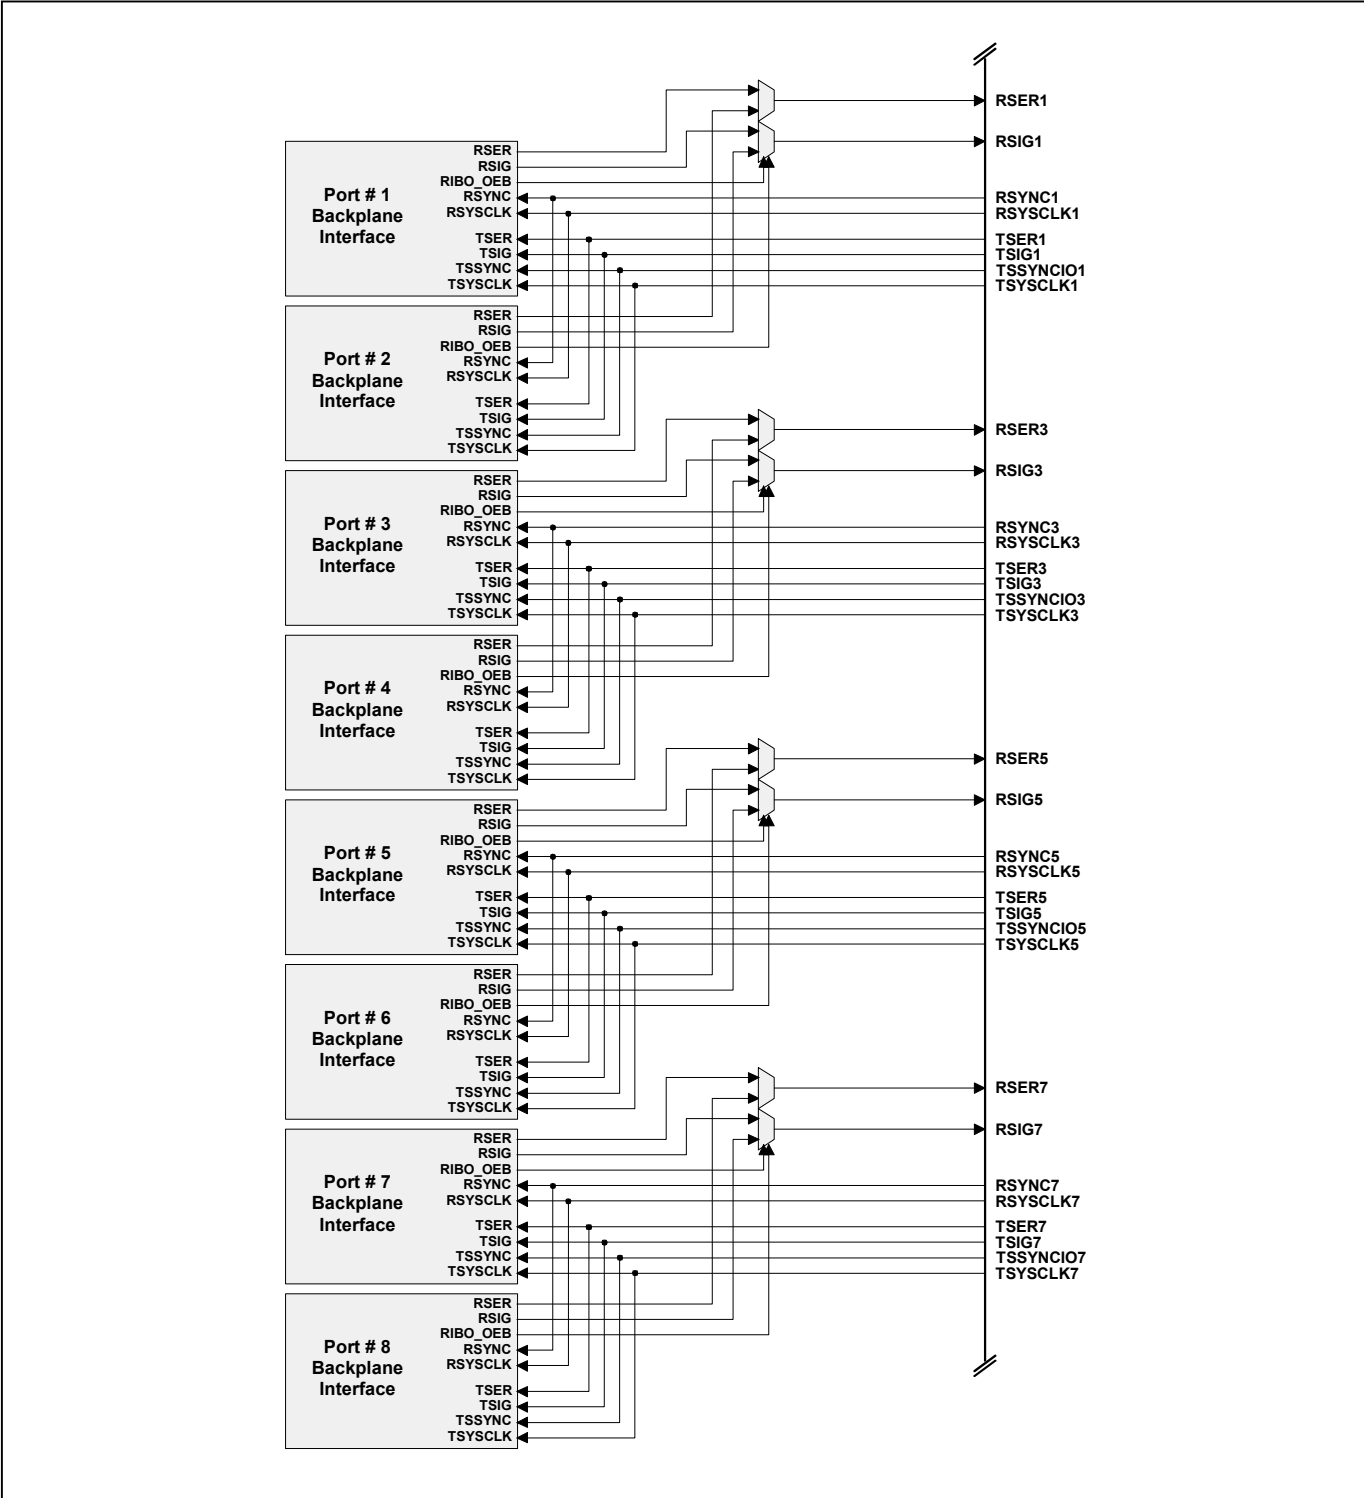 RSER1
RSIG1
Port # 1
Backplane
Interface
RSER
RSIG
RIBO_OEB
RSYNC
RSYSCLK
TSER
TSIG
TSSYNC
TSYSCLK
RSYNC1
RSYSCLK1
TSER1
TSIG1
TSSYNCIO1
TSYSCLK1
Port # 2
Backplane
Interface
RSER
RSIG
RIBO_OEB
RSYNC
RSYSCLK
TSER
TSIG
TSSYNC
TSYSCLK
RSER3
RSIG3
Port # 3
Backplane
Interface
RSER
RSIG
RIBO_OEB
RSYNC
RSYSCLK
TSER
TSIG
TSSYNC
TSYSCLK
RSYNC3
RSYSCLK3
TSER3
TSIG3
TSSYNCIO3
TSYSCLK3
Port # 4
Backplane
Interface
RSER
RSIG
RIBO_OEB
RSYNC
RSYSCLK
TSER
TSIG
TSSYNC
TSYSCLK
RSER5
RSIG5
Port # 5
Backplane
Interface
RSER
RSIG
RIBO_OEB
RSYNC
RSYSCLK
TSER
TSIG
TSSYNC
TSYSCLK
RSYNC5
RSYSCLK5
TSER5
TSIG5
TSSYNCIO5
TSYSCLK5
Port # 6
Backplane
Interface
RSER
RSIG
RIBO_OEB
RSYNC
RSYSCLK
TSER
TSIG
TSSYNC
TSYSCLK
RSER7
RSIG7
Port # 7
Backplane
Interface
RSER
RSIG
RIBO_OEB
RSYNC
RSYSCLK
TSER
TSIG
TSSYNC
TSYSCLK
RSYNC7
RSYSCLK7
TSER7
TSIG7
TSSYNCIO7
TSYSCLK7
Port # 8
Backplane
Interface
RSER
RSIG
RIBO_OEB
RSYNC
RSYSCLK
TSER
TSIG
TSSYNC
TSYSCLK